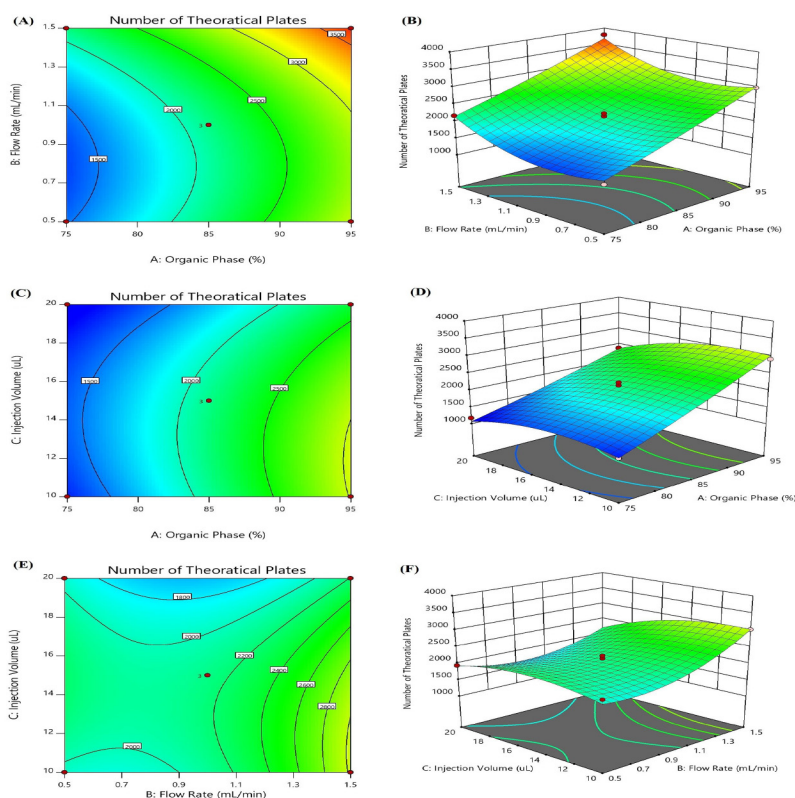 (A)
Number of Theoratical Plates
3500
3000
2500
2000
1500
3
1.5
1.3
1.1
0.9
0.7
0.5
75 80 85 90 95
B: Flow Rate (mL/min)
A: Organic Phase (%)
(B)
4000
3500
3000
2500
2000
1500
1000
Number of Theoratical Plates
1.5 1.3 1.1 0.9 0.7 0.5
75 80 85 90 95
B: Flow Rate (mL/min)
A: Organic Phase (%)
(C)
Number of Theoratical Plates
1500
2000
2500
3
20
18
16
14
12
10
75 80 85 90 95
C: Injection Volume (uL)
A: Organic Phase (%)
(D)
4000
3500
3000
2500
2000
1500
1000
Number of Theoratical Plates
20 18 16 14 12 10
75 80 85 90 95
C: Injection Volume (uL)
A: Organic Phase (%)
(E)
Number of Theoratical Plates
1800
2000
2200
2400
2600
2800
2000
3
20
18
16
14
12
10
0.5 0.7 0.9 1.1 1.3 1.5
C: Injection Volume (uL)
B: Flow Rate (mL/min)
(F)
4000
3500
3000
2500
2000
1500
1000
Number of Theoratical Plates
20 18 16 14 12 10
0.5 0.7 0.9 1.1 1.3 1.5
C: Injection Volume (uL)
B: Flow Rate (mL/min)